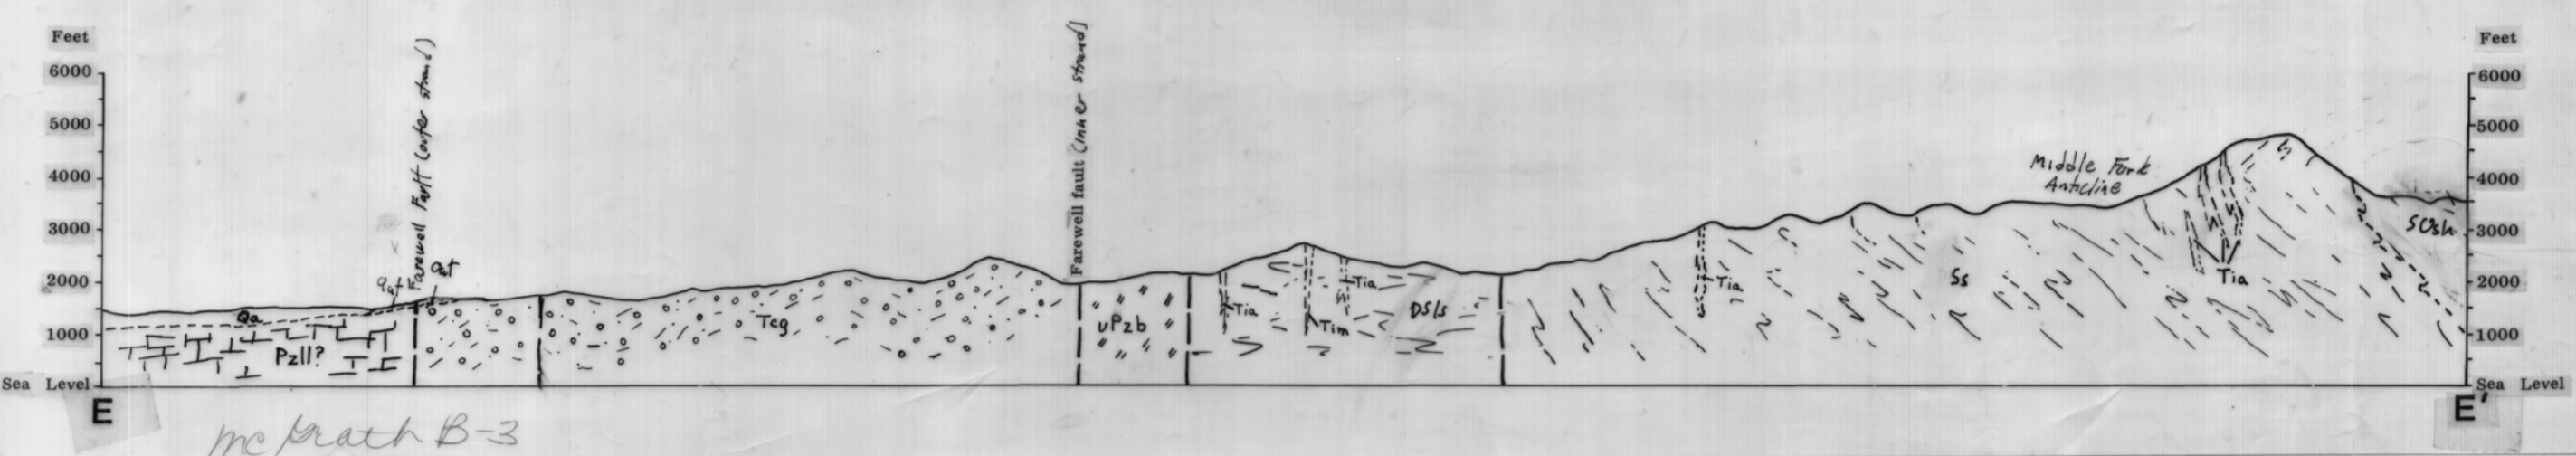 Feet
6000
5000
4000
3000
2000
1000
Sea Level
E
McGrath B-3
Qa
Pzll?
Qat
Farewell Fault (outer strand)
Qat
Tcg
Farewell fault (inner strand)
uPzb
Tia
Tim
Tia
DSls
Tia
Ss
Middle Fork
Anticline
Tia
SOsh
Feet
6000
5000
4000
3000
2000
1000
Sea Level
E'